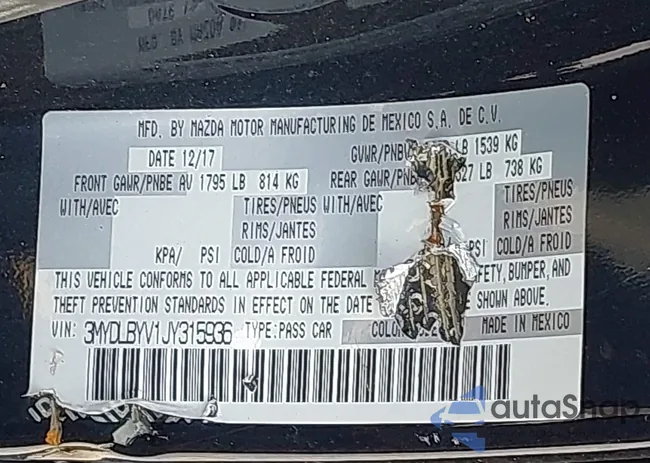 MFD. BY MAZDA MOTOR MANUFACTURING DE MEXICO S.A. DE C.V.
DATE 12/17 GVWR/PNBV LB 1539 KG
FRONT GAWR/PNBE AV 1795 LB 814 KG REAR GAWR/PNBE 27 LB 738 KG
WITH/AVEC TIRES/PNEUS WITH/AVEC TIRES/PNEUS
RIMS/JANTES RIMS/JANTES
KPA/ PSI COLD/A FROID PSI COLD/A FROID
THIS VEHICLE CONFORMS TO ALL APPLICABLE FEDERAL BUMPER, AND
THEFT PREVENTION STANDARDS IN EFFECT ON THE DATE SHOWN ABOVE.
VIN: 3MYDLBYV1JY315936 TYPE: PASS CAR MADE IN MEXICO
autaShap